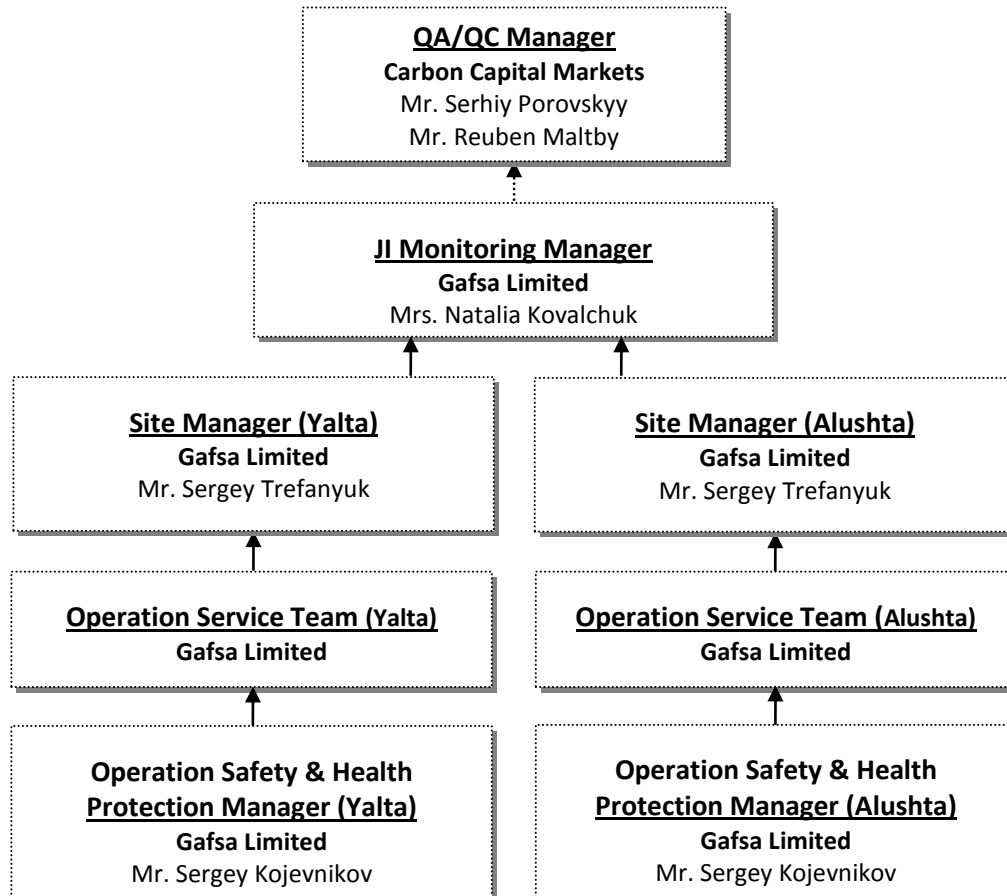 QA/QC Manager
Carbon Capital Markets
Mr. Serhiy Porovskyy
Mr. Reuben Maltby
JI Monitoring Manager
Gafsa Limited
Mrs. Natalia Kovalchuk
Site Manager (Yalta)
Gafsa Limited
Mr. Sergey Trefanyuk
Site Manager (Alushta)
Gafsa Limited
Mr. Sergey Trefanyuk
Operation Service Team (Yalta)
Gafsa Limited
Operation Service Team (Alushta)
Gafsa Limited
Operation Safety & Health
Protection Manager (Yalta)
Gafsa Limited
Mr. Sergey Kojevnikov
Operation Safety & Health
Protection Manager (Alushta)
Gafsa Limited
Mr. Sergey Kojevnikov